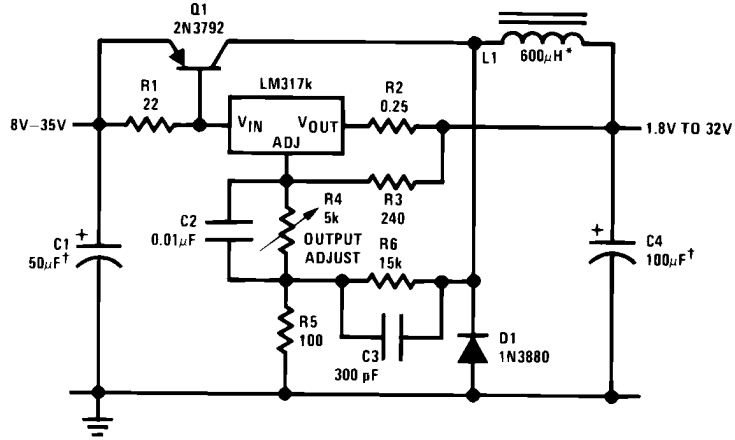 Q1
2N3792
L1
600µH*
R1
22
LM317k
R2
0.25
8V–35V
VIN
VOUT
ADJ
1.8V TO 32V
C2
0.01µF
R4
5k
OUTPUT
ADJUST
R3
240
R6
15k
+
C1
50µF†
+
C4
100µF†
R5
100
C3
300 pF
D1
1N3880